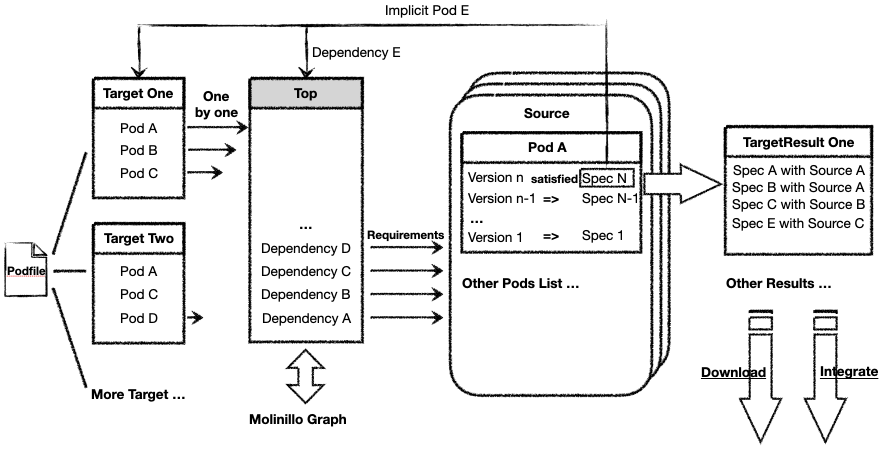 Implicit Pod E
Dependency E
Target One
Pod A
Pod B
Pod C
One
by one
Top
...
Dependency D
Dependency C
Dependency B
Dependency A
Molinillo Graph
Requirements
Podfile
Target Two
Pod A
Pod C
Pod D
More Target ...
Source
Pod A
Version n satisfied Spec N
Version n-1 => Spec N-1
...
Version 1 => Spec 1
Other Pods List ...
TargetResult One
Spec A with Source A
Spec B with Source A
Spec C with Source B
Spec E with Source C
Other Results ...
Download
Integrate